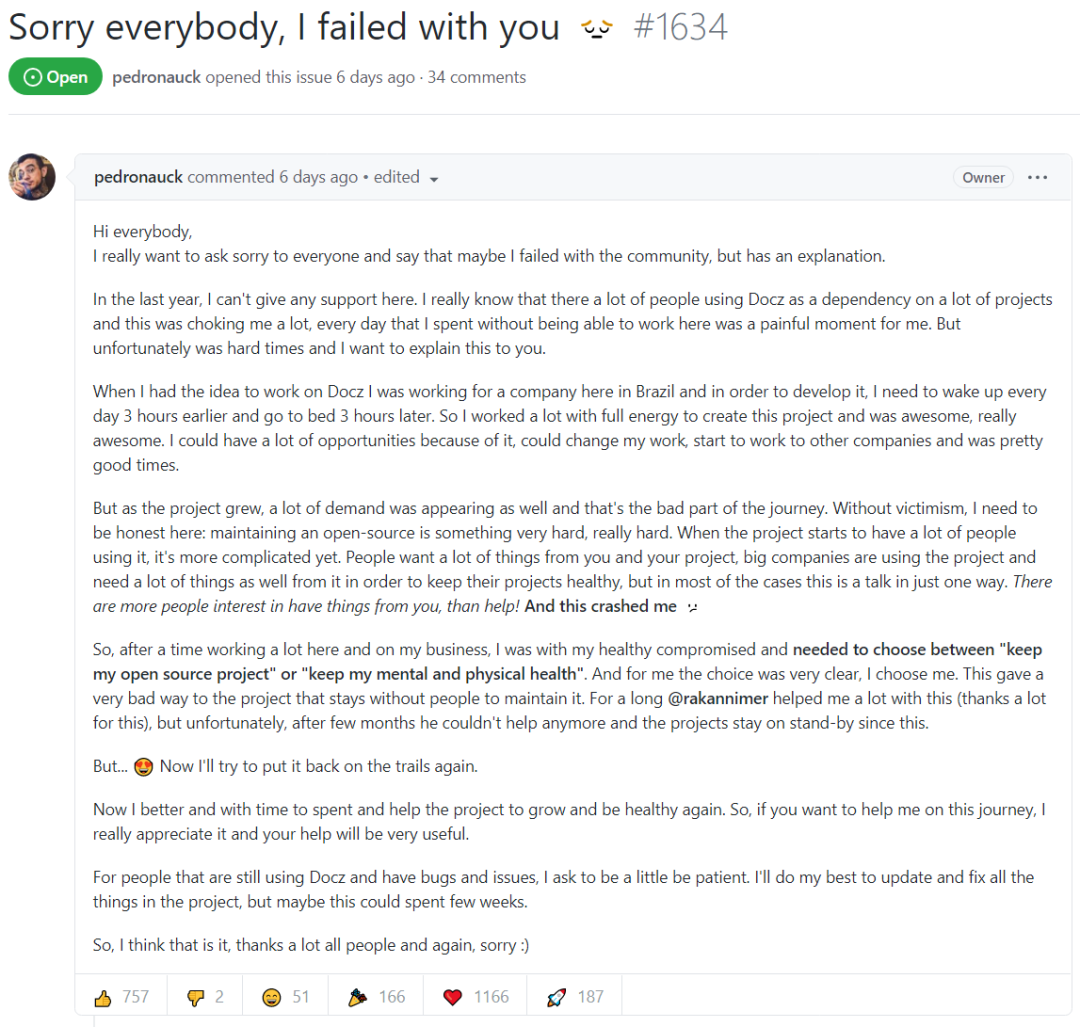 Sorry everybody, I failed with you 😔 #1634
Open pedronauck opened this issue 6 days ago · 34 comments
pedronauck commented 6 days ago • edited Owner
Hi everybody,
I really want to ask sorry to everyone and say that maybe I failed with the community, but has an explanation.
In the last year, I can't give any support here. I really know that there a lot of people using Docz as a dependency on a lot of projects
and this was choking me a lot, every day that I spent without being able to work here was a painful moment for me. But
unfortunately was hard times and I want to explain this to you.
When I had the idea to work on Docz I was working for a company here in Brazil and in order to develop it, I need to wake up every
day 3 hours earlier and go to bed 3 hours later. So I worked a lot with full energy to create this project and was awesome, really
awesome. I could have a lot of opportunities because of it, could change my work, start to work to other companies and was pretty
good times.
But as the project grew, a lot of demand was appearing as well and that's the bad part of the journey. Without victimism, I need to
be honest here: maintaining an open-source is something very hard, really hard. When the project starts to have a lot of people
using it, it's more complicated yet. People want a lot of things from you and your project, big companies are using the project and
need a lot of things as well from it in order to keep their projects healthy, but in most of the cases this is a talk in just one way. There
are more people interest in have things from you, than help! And this crashed me
So, after a time working a lot here and on my business, I was with my healthy compromised and needed to choose between "keep
my open source project" or "keep my mental and physical health". And for me the choice was very clear, I choose me. This gave a
very bad way to the project that stays without people to maintain it. For a long @rakannimer helped me a lot with this (thanks a lot
for this), but unfortunately, after few months he couldn't help anymore and the projects stay on stand-by since this.
But... 😍 Now I'll try to put it back on the trails again.
Now I better and with time to spent and help the project to grow and be healthy again. So, if you want to help me on this journey, I
really appreciate it and your help will be very useful.
For people that are still using Docz and have bugs and issues, I ask to be a little be patient. I'll do my best to update and fix all the
things in the project, but maybe this could spent few weeks.
So, I think that is it, thanks a lot all people and again, sorry :)
👍 757 👎 2 😄 51 🎉 166 ❤️ 1166 🚀 187